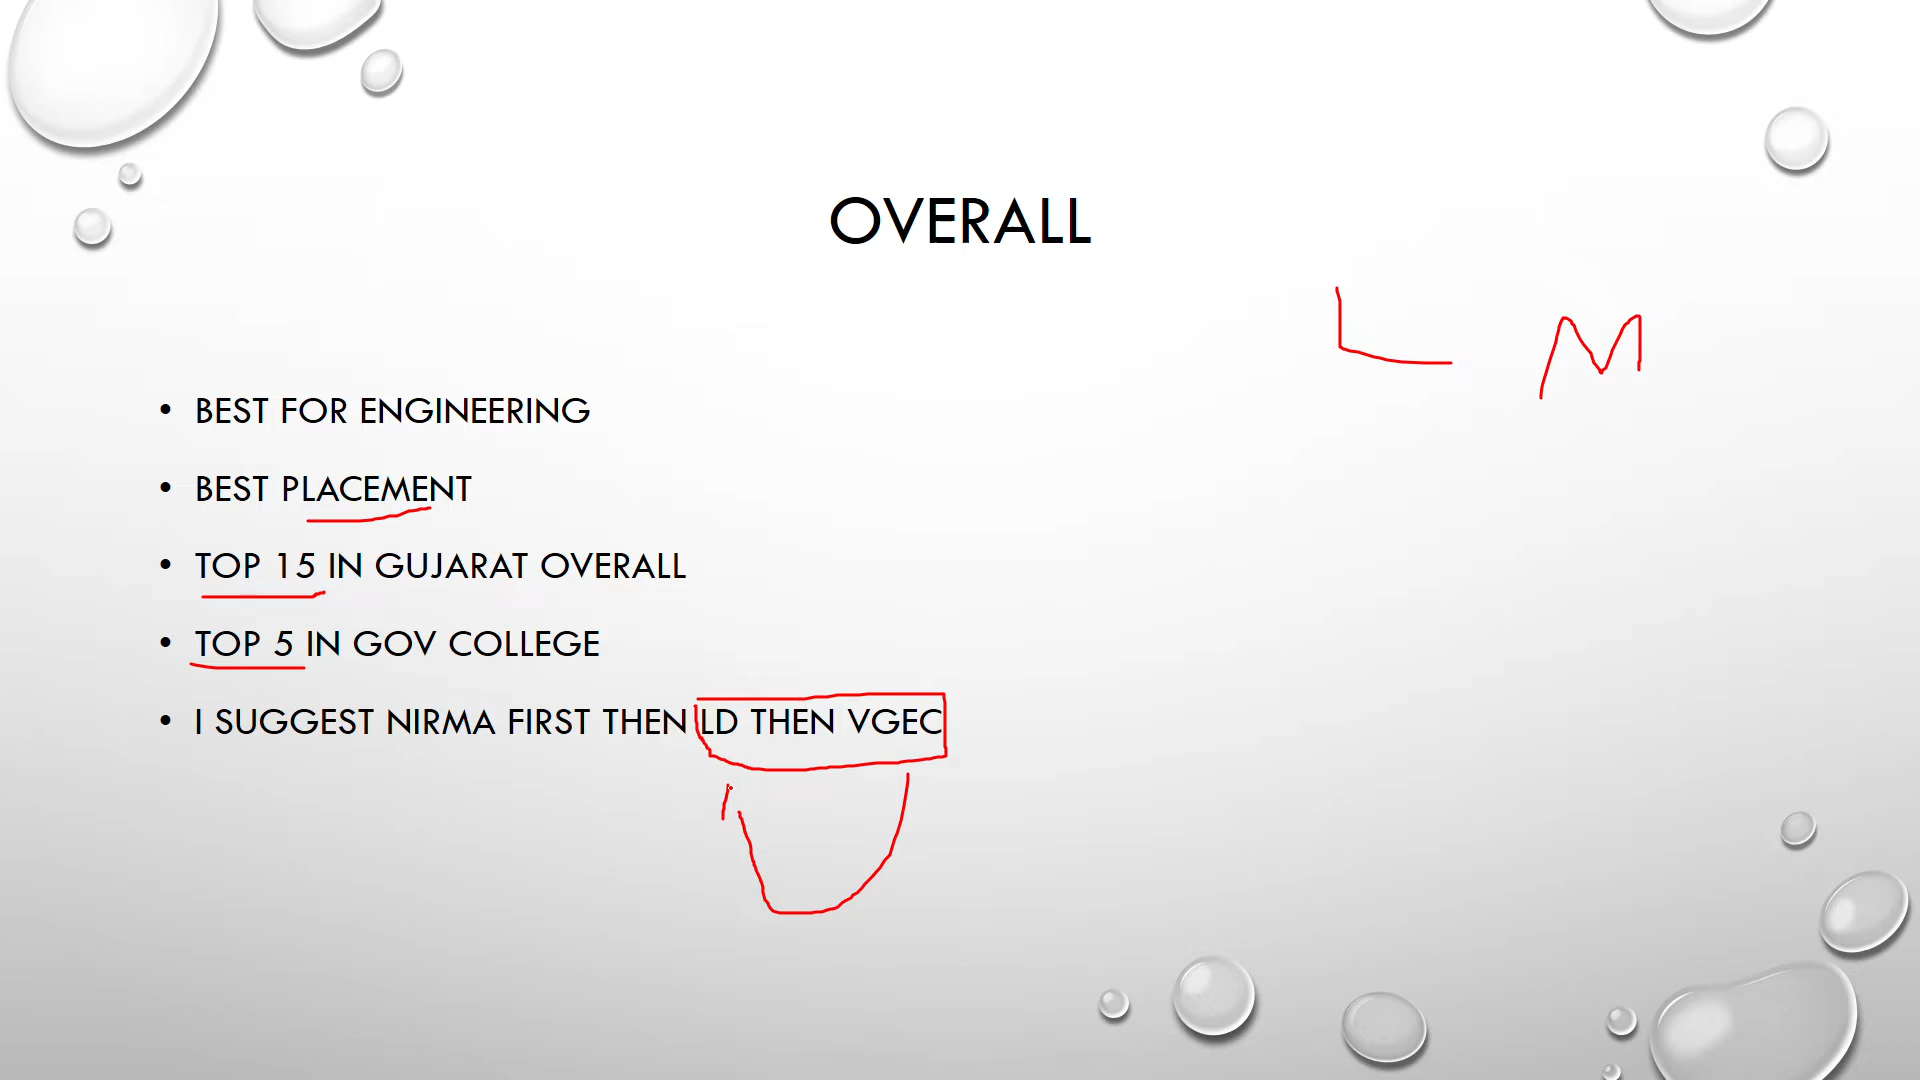 OVERALL
L M
• BEST FOR ENGINEERING
• BEST PLACEMENT
• TOP 15 IN GUJARAT OVERALL
• TOP 5 IN GOV COLLEGE
• I SUGGEST NIRMA FIRST THEN LD THEN VGEC